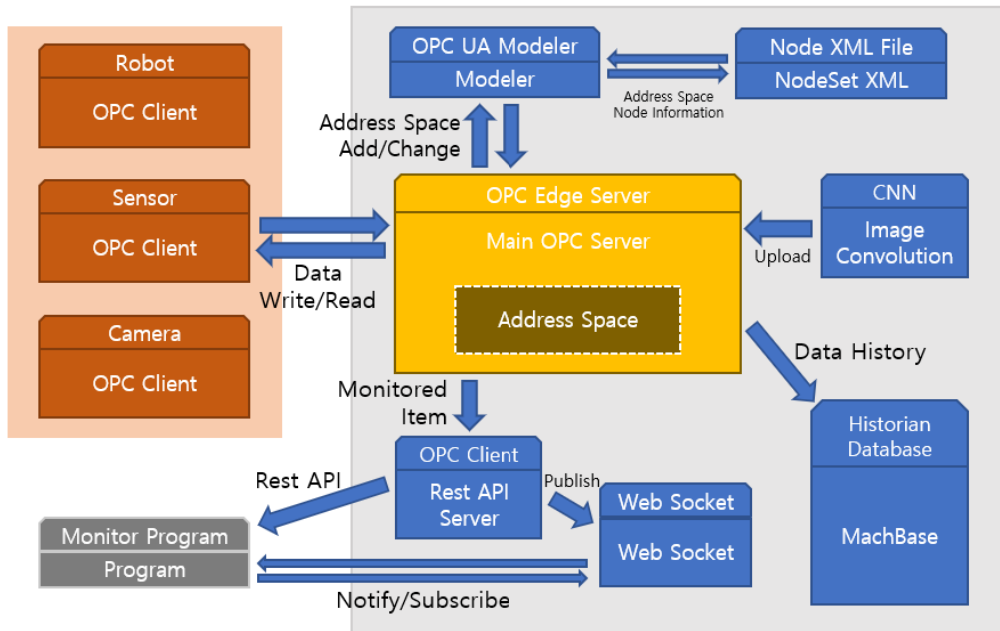 Robot
OPC Client
Sensor
OPC Client
Camera
OPC Client
OPC UA Modeler
Modeler
Node XML File
NodeSet XML
Address Space
Node Information
Address Space
Add/Change
OPC Edge Server
Main OPC Server
Address Space
CNN
Image
Convolution
Upload
Data
Write/Read
Data History
Monitored
Item
Historian
Database
MachBase
OPC Client
Rest API
Server
Rest API
Publish
Web Socket
Web Socket
Monitor Program
Program
Notify/Subscribe